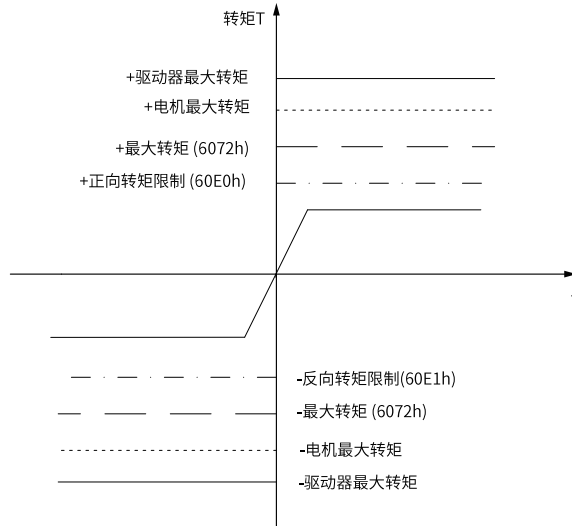 转矩T
+驱动器最大转矩
+电机最大转矩
+最大转矩 (6072h)
+正向转矩限制 (60E0h)
-反向转矩限制(60E1h)
-最大转矩 (6072h)
-电机最大转矩
-驱动器最大转矩